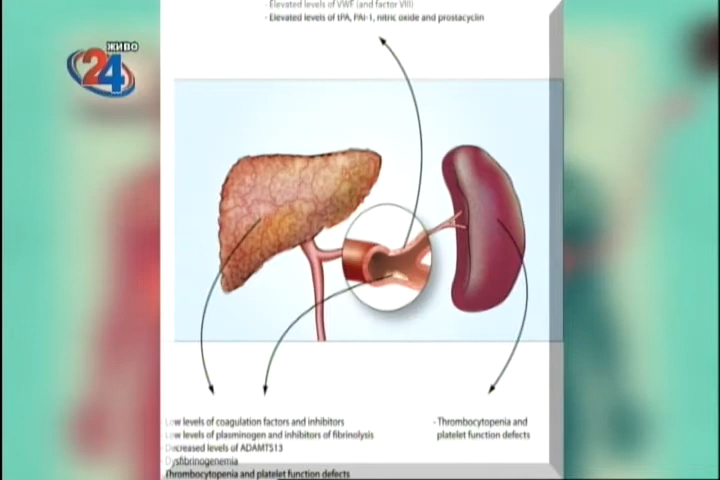 - Elevated levels of VWF (and factor VIII)
- Elevated levels of tPA, PAI-1, nitric oxide and prostacyclin
живо
24
Low levels of coagulation factors and inhibitors
Low levels of plasminogen and inhibitors of fibrinolysis
Decreased levels of ADAMTS13
Dysfibrinogenemia
Thrombocytopenia and platelet function defects
- Thrombocytopenia and
platelet function defects